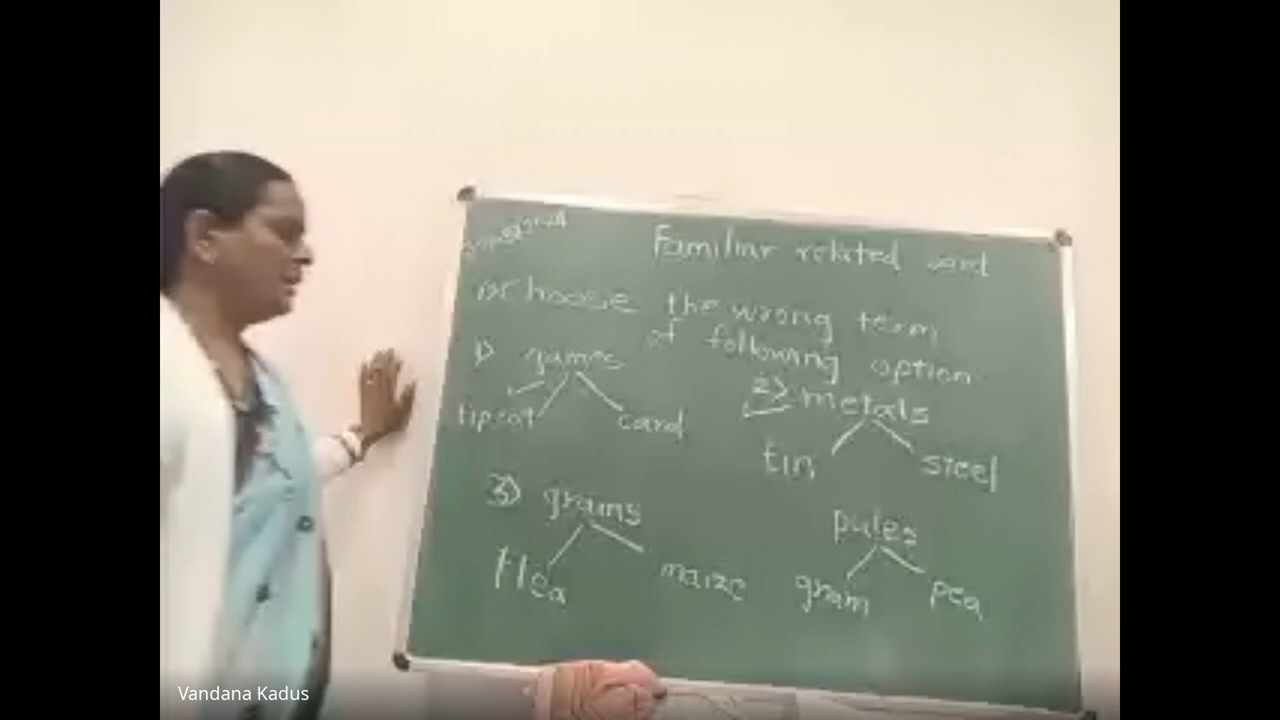 Familiar related word
choose the wrong term
of following option
1) games
tipcat card
2) metals
tin steel
3) grams
flea maize
pules
gram pea
Vandana Kadus